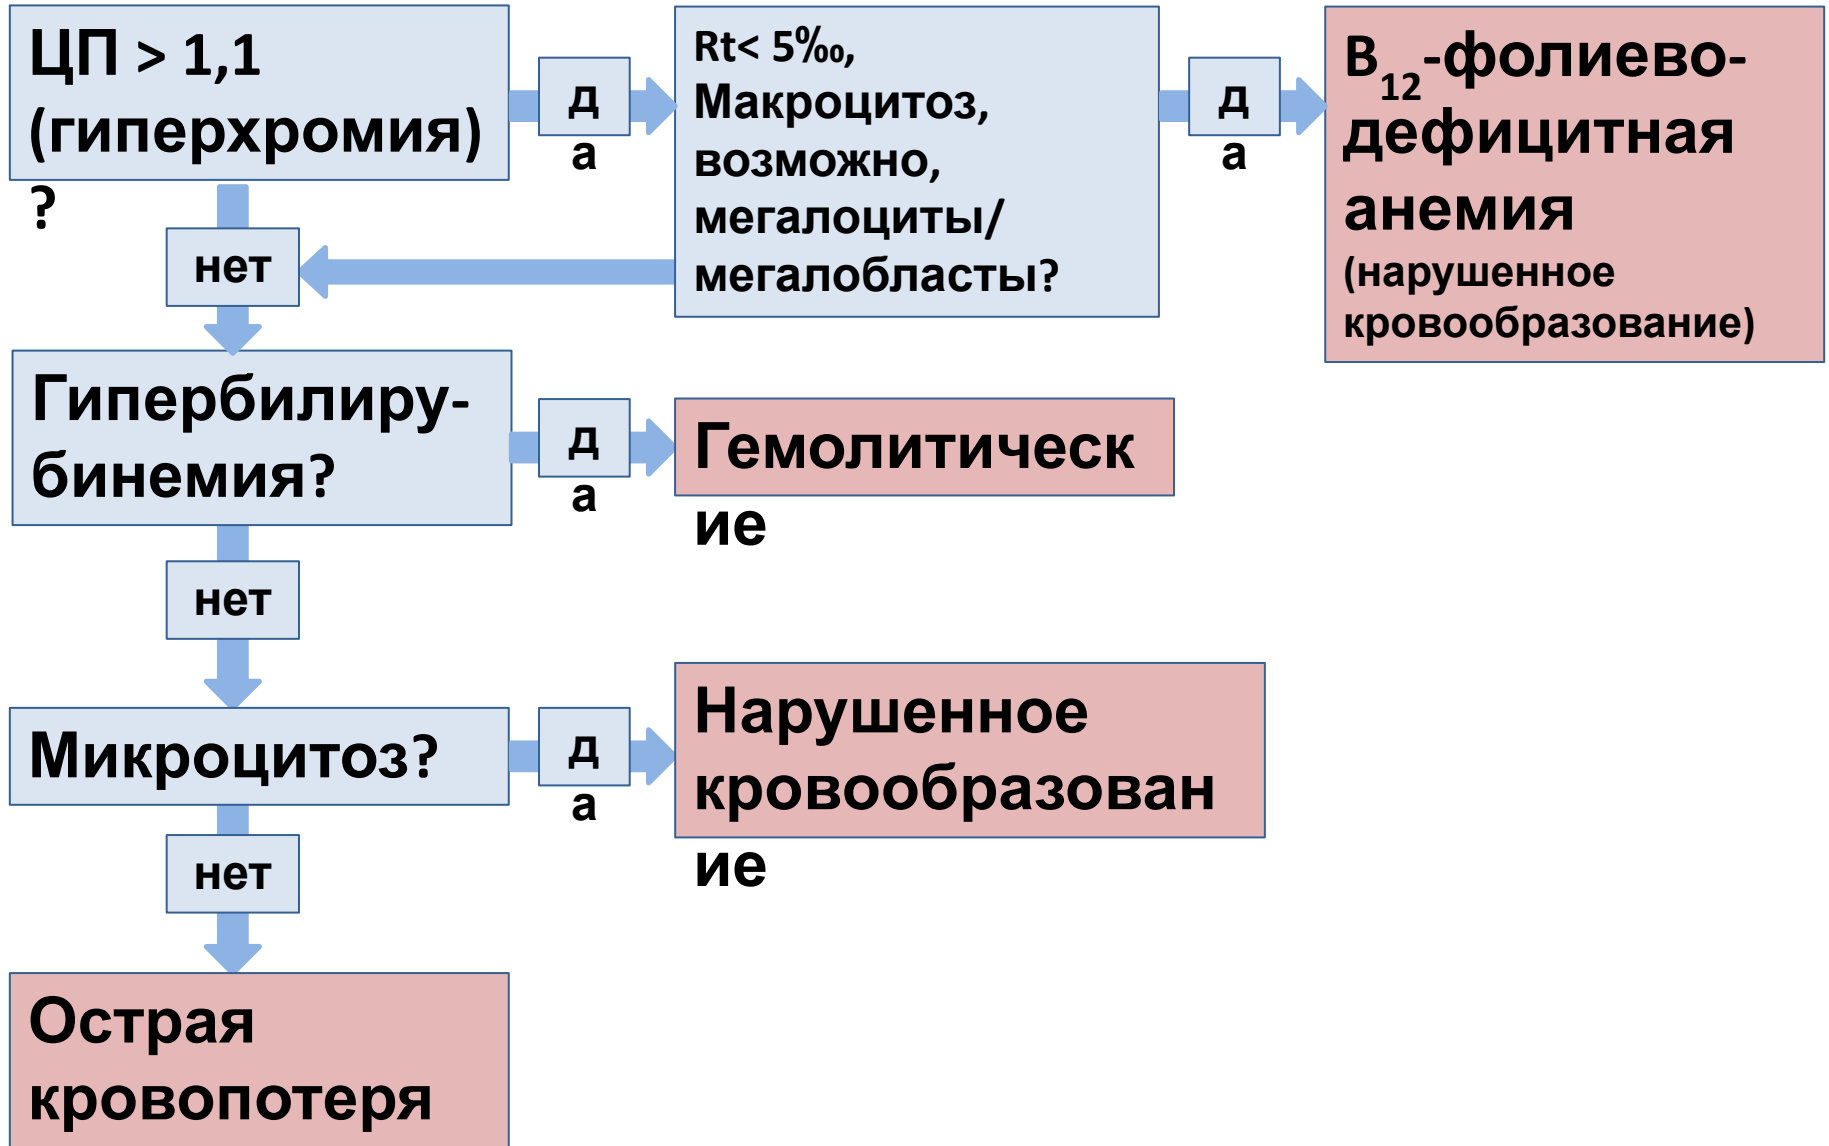 ЦП > 1,1
(гиперхромия)
?
д
а
Rt< 5‰,
Макроцитоз,
возможно,
мегалоциты/
мегалобласты?
д
а
B₁₂-фолиево-
дефицитная
анемия
(нарушенное
кровообразование)
нет
Гипербилиру-
бинемия?
д
а
Гемолитическ
ие
нет
Микроцитоз?
д
а
Нарушенное
кровообразован
ие
нет
Острая
кровопотеря